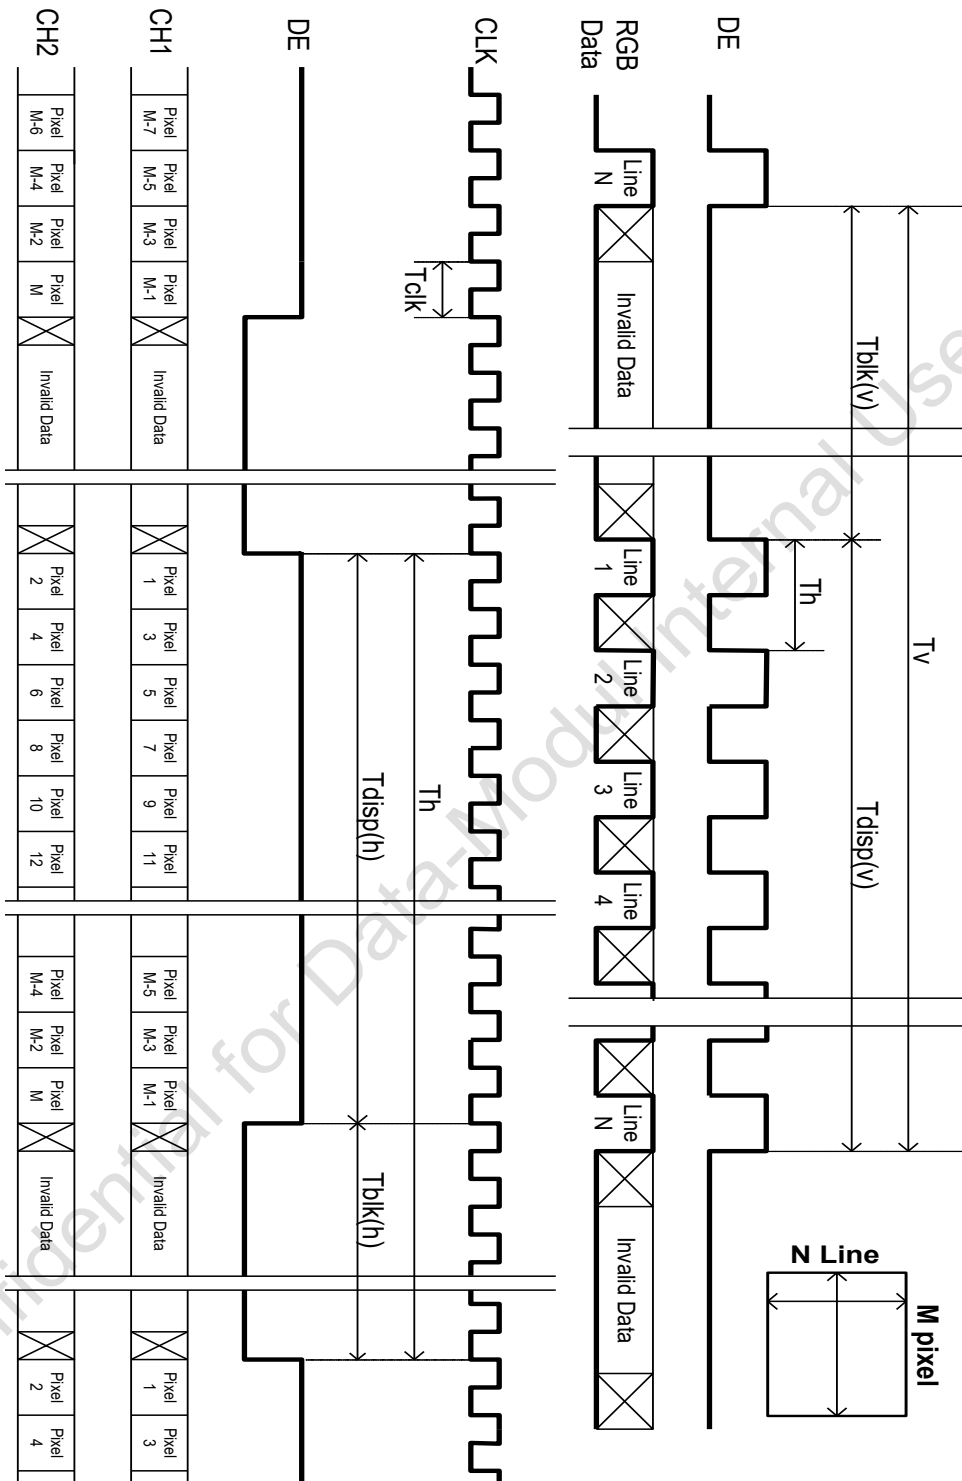 Tv
Tblk(v)
Tdisp(v)
Th
DE
RGB
Data
Line
N
Invalid Data
Line
1
Line
2
Line
3
Line
4
Line
N
Invalid Data
M pixel
N Line
CLK
Tclk
Th
Tdisp(h)
Tblk(h)
DE
CH1
Pixel
M-7
Pixel
M-5
Pixel
M-3
Pixel
M-1
Invalid Data
Pixel
1
Pixel
3
Pixel
5
Pixel
7
Pixel
9
Pixel
11
Pixel
M-5
Pixel
M-3
Pixel
M-1
Invalid Data
Pixel
1
Pixel
3
CH2
Pixel
M-6
Pixel
M-4
Pixel
M-2
Pixel
M
Invalid Data
Pixel
2
Pixel
4
Pixel
6
Pixel
8
Pixel
10
Pixel
12
Pixel
M-4
Pixel
M-2
Pixel
M
Invalid Data
Pixel
2
Pixel
4
fidential for Data-Modul Internal Use